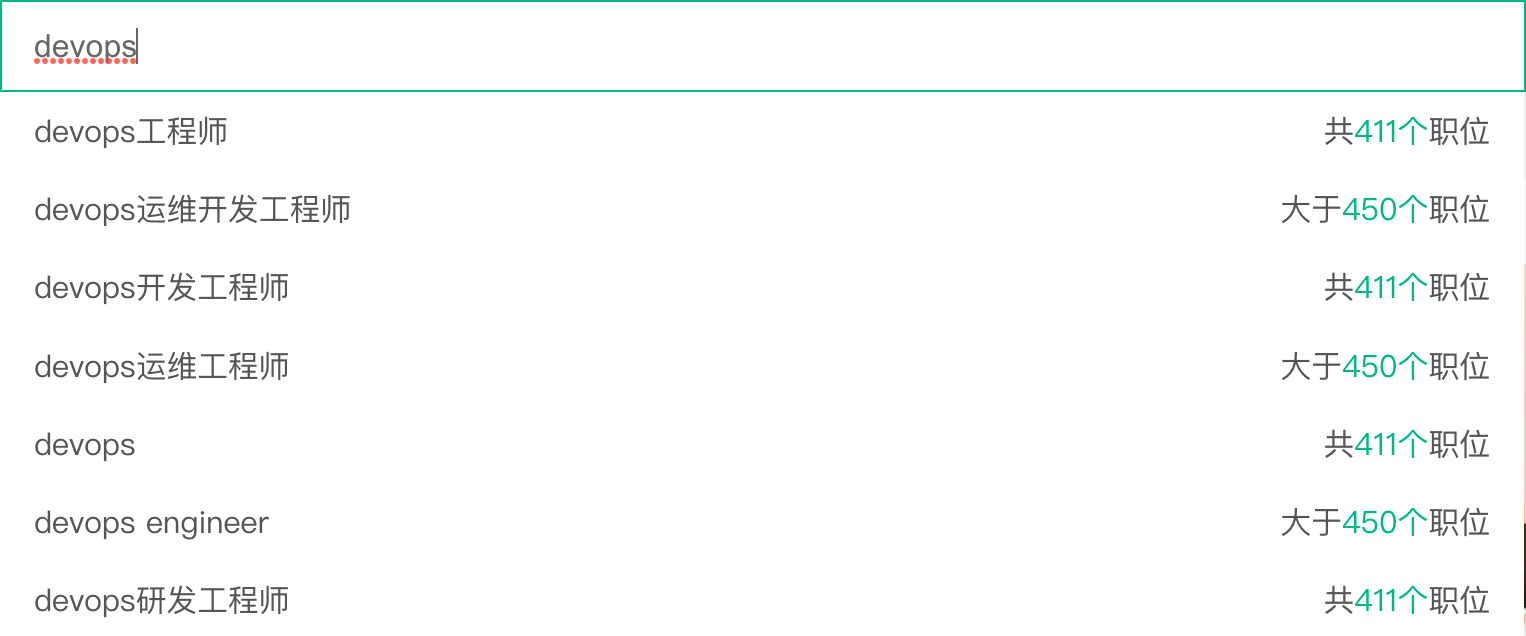 devops
devops工程师 共411个职位
devops运维开发工程师 大于450个职位
devops开发工程师 共411个职位
devops运维工程师 大于450个职位
devops 共411个职位
devops engineer 大于450个职位
devops研发工程师 共411个职位